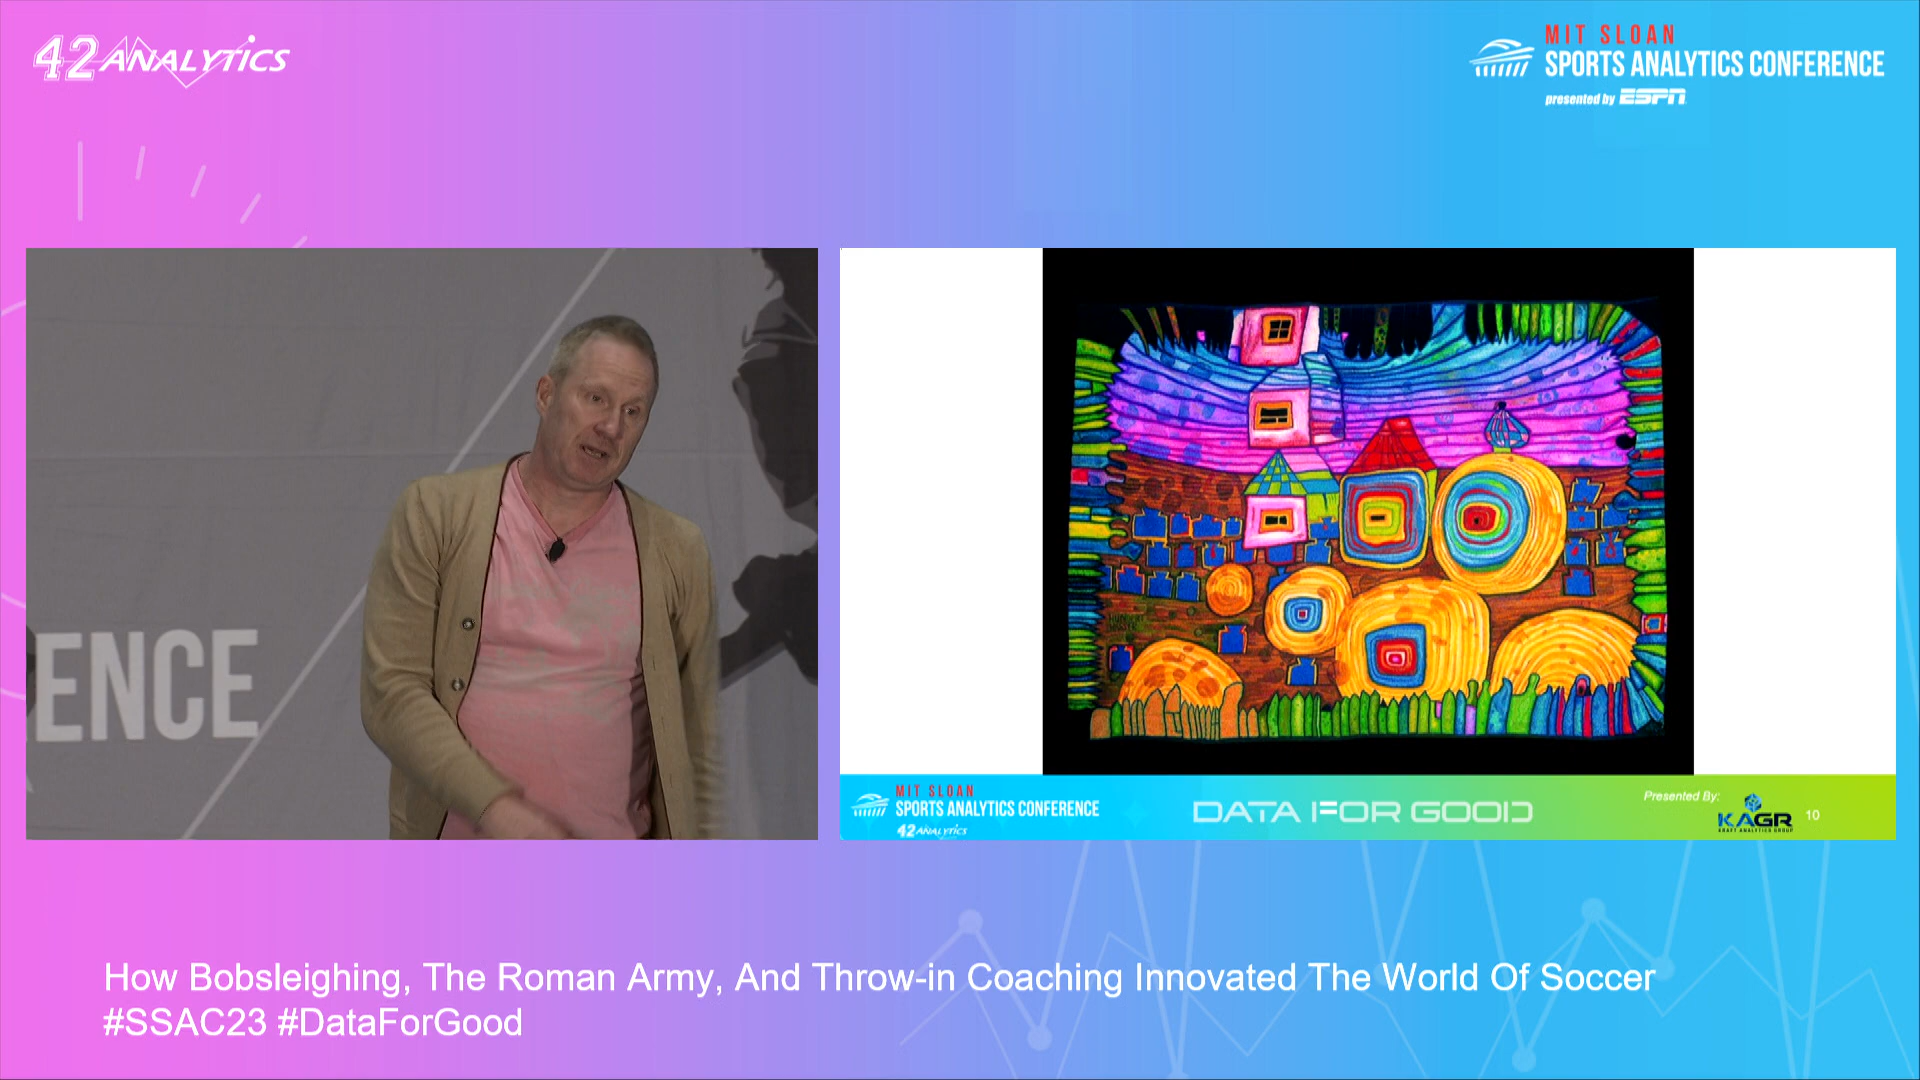 42 ANALYTICS
MIT SLOAN
SPORTS ANALYTICS CONFERENCE
presented by ESPN
ENCE
MIT SLOAN
SPORTS ANALYTICS CONFERENCE
42 ANALYTICS
DATA FOR GOOD
Presented By:
KAGR
KRAFT ANALYTICS GROUP
10
How Bobsleighing, The Roman Army, And Throw-in Coaching Innovated The World Of Soccer
#SSAC23 #DataForGood